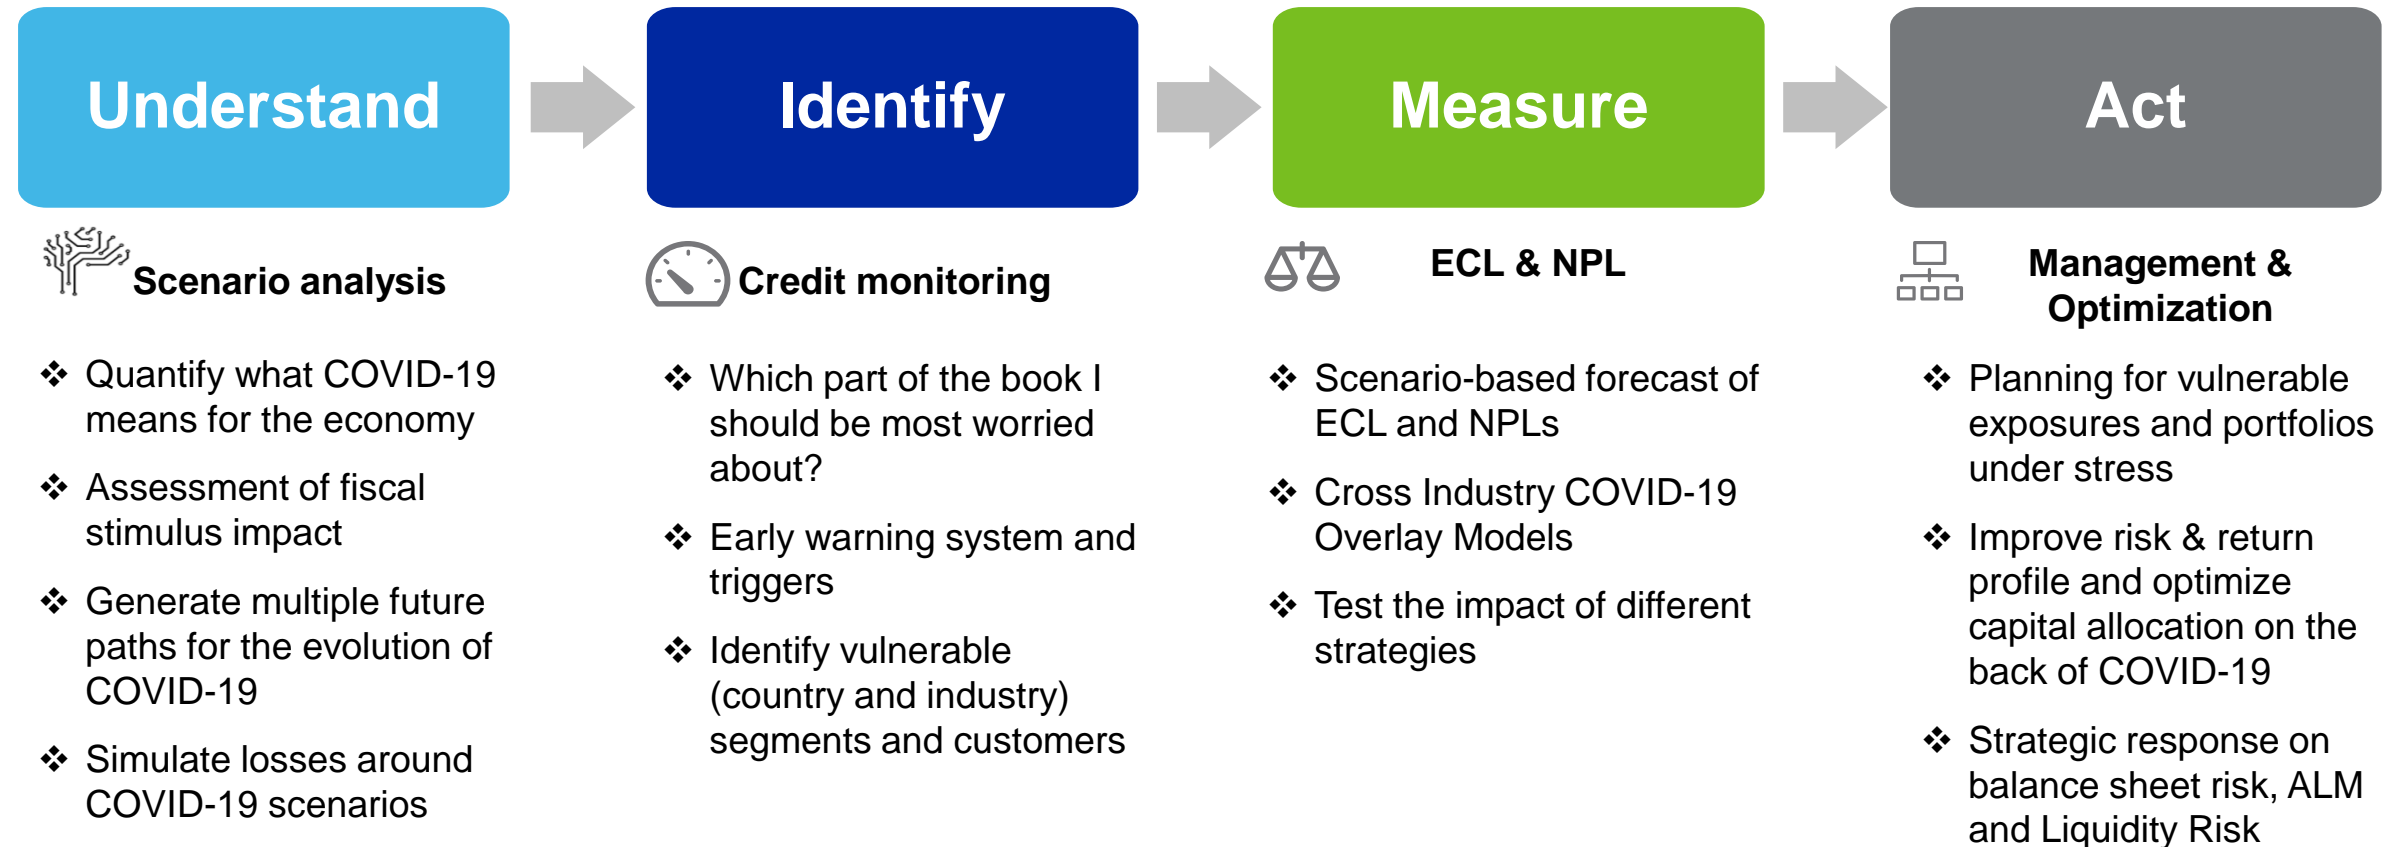 Understand
Identify
Measure
Act
Scenario analysis
❖ Quantify what COVID-19
means for the economy
❖ Assessment of fiscal
stimulus impact
❖ Generate multiple future
paths for the evolution of
COVID-19
❖ Simulate losses around
COVID-19 scenarios
Credit monitoring
❖ Which part of the book I
should be most worried
about?
❖ Early warning system and
triggers
❖ Identify vulnerable
(country and industry)
segments and customers
ECL & NPL
❖ Scenario-based forecast of
ECL and NPLs
❖ Cross Industry COVID-19
Overlay Models
❖ Test the impact of different
strategies
Management &
Optimization
❖ Planning for vulnerable
exposures and portfolios
under stress
❖ Improve risk & return
profile and optimize
capital allocation on the
back of COVID-19
❖ Strategic response on
balance sheet risk, ALM
and Liquidity Risk